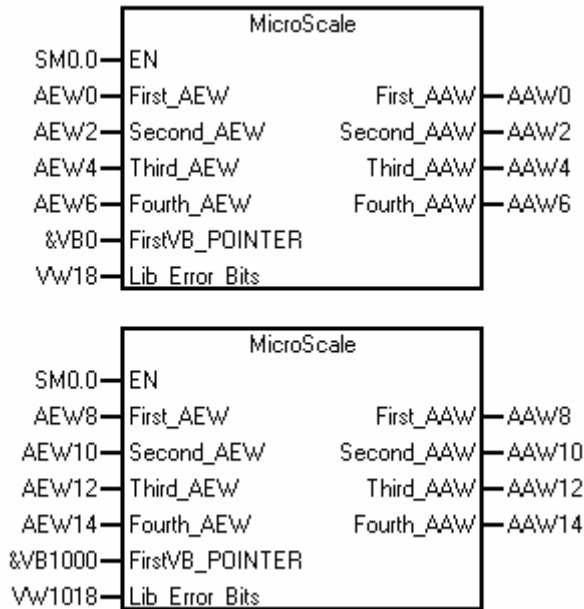 MicroScale
SM0.0 EN
AEW0 First_AEW First_AAW AAW0
AEW2 Second_AEW Second_AAW AAW2
AEW4 Third_AEW Third_AAW AAW4
AEW6 Fourth_AEW Fourth_AAW AAW6
&VB0 FirstVB_POINTER
VW18 Lib_Error_Bits
MicroScale
SM0.0 EN
AEW8 First_AEW First_AAW AAW8
AEW10 Second_AEW Second_AAW AAW10
AEW12 Third_AEW Third_AAW AAW12
AEW14 Fourth_AEW Fourth_AAW AAW14
&VB1000 FirstVB_POINTER
VW1018 Lib_Error_Bits